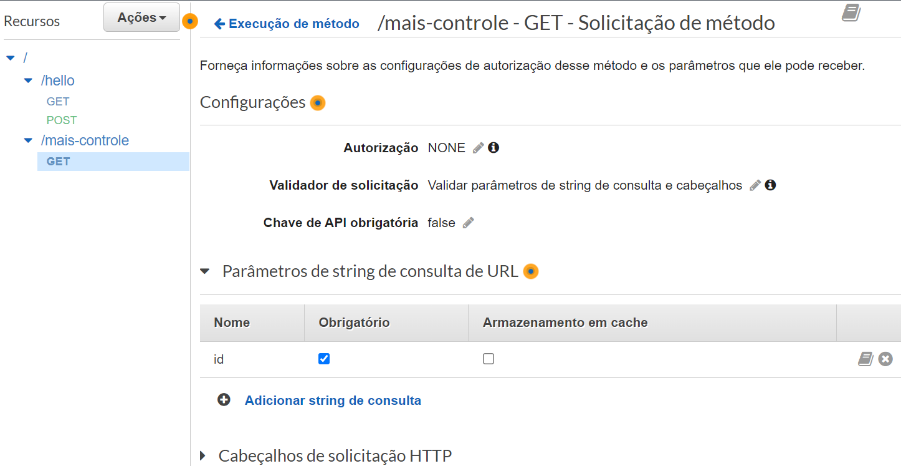 Recursos
Ações
Execução de método
/mais-controle - GET - Solicitação de método
/
/hello
GET
POST
/mais-controle
GET
Forneça informações sobre as configurações de autorização desse método e os parâmetros que ele pode receber.
Configurações
Autorização NONE
Validador de solicitação Validar parâmetros de string de consulta e cabeçalhos
Chave de API obrigatória false
Parâmetros de string de consulta de URL
Nome Obrigatório Armazenamento em cache
id
Adicionar string de consulta
Cabeçalhos de solicitação HTTP